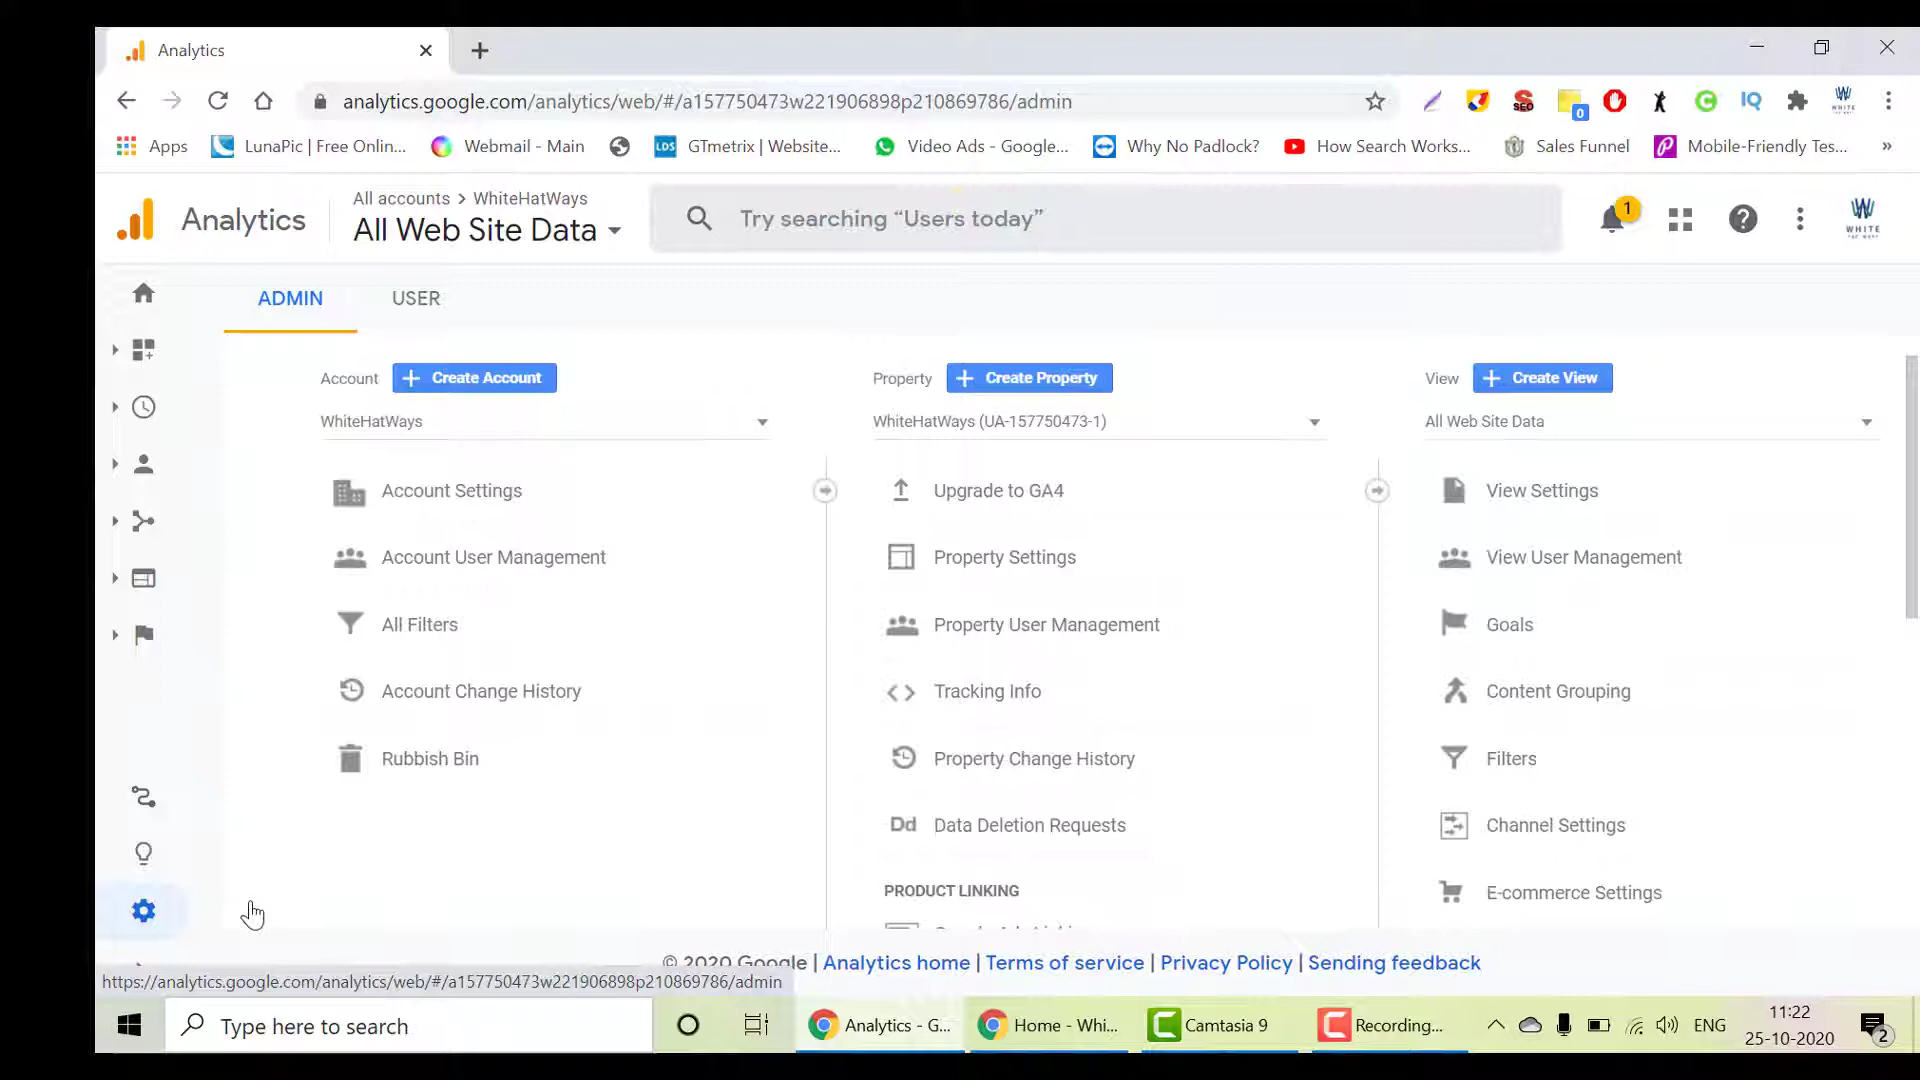 Analytics
analytics.google.com/analytics/web/#/a157750473w221906898p210869786/admin
SEO
0
IQ
WHITE
Apps
LunaPic | Free Onlin...
Webmail - Main
LDS
GTmetrix | Website...
Video Ads - Google...
Why No Padlock?
How Search Works...
Sales Funnel
Mobile-Friendly Tes...
»
Analytics
All accounts > WhiteHatWays
All Web Site Data
Try searching “Users today”
1
WHITE
ADMIN
USER
Account
Create Account
Property
Create Property
View
Create View
WhiteHatWays
WhiteHatWays (UA-157750473-1)
All Web Site Data
Account Settings
Account User Management
All Filters
Account Change History
Rubbish Bin
Upgrade to GA4
Property Settings
Property User Management
Tracking Info
Property Change History
Dd Data Deletion Requests
PRODUCT LINKING
View Settings
View User Management
Goals
Content Grouping
Filters
Channel Settings
E-commerce Settings
© 2020 Google | Analytics home | Terms of service | Privacy Policy | Sending feedback
https://analytics.google.com/analytics/web/#/a157750473w221906898p210869786/admin
Type here to search
Analytics - G...
Home - Whi...
Camtasia 9
Recording...
ENG
11:22
25-10-2020
2